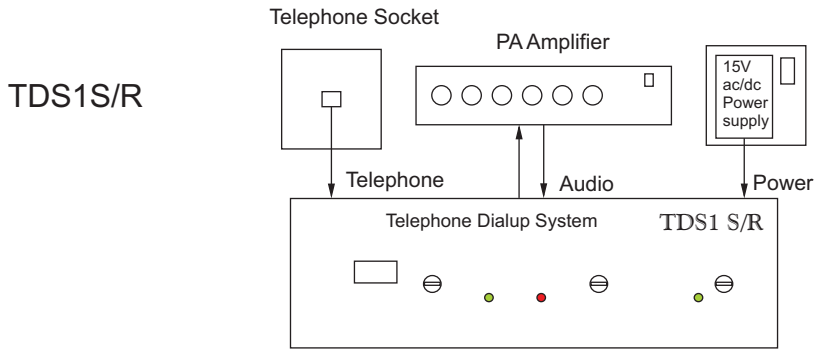 Telephone Socket
PA Amplifier
TDS1S/R
15V
ac/dc
Power
supply
Telephone
Audio
Power
Telephone Dialup System
TDS1 S/R